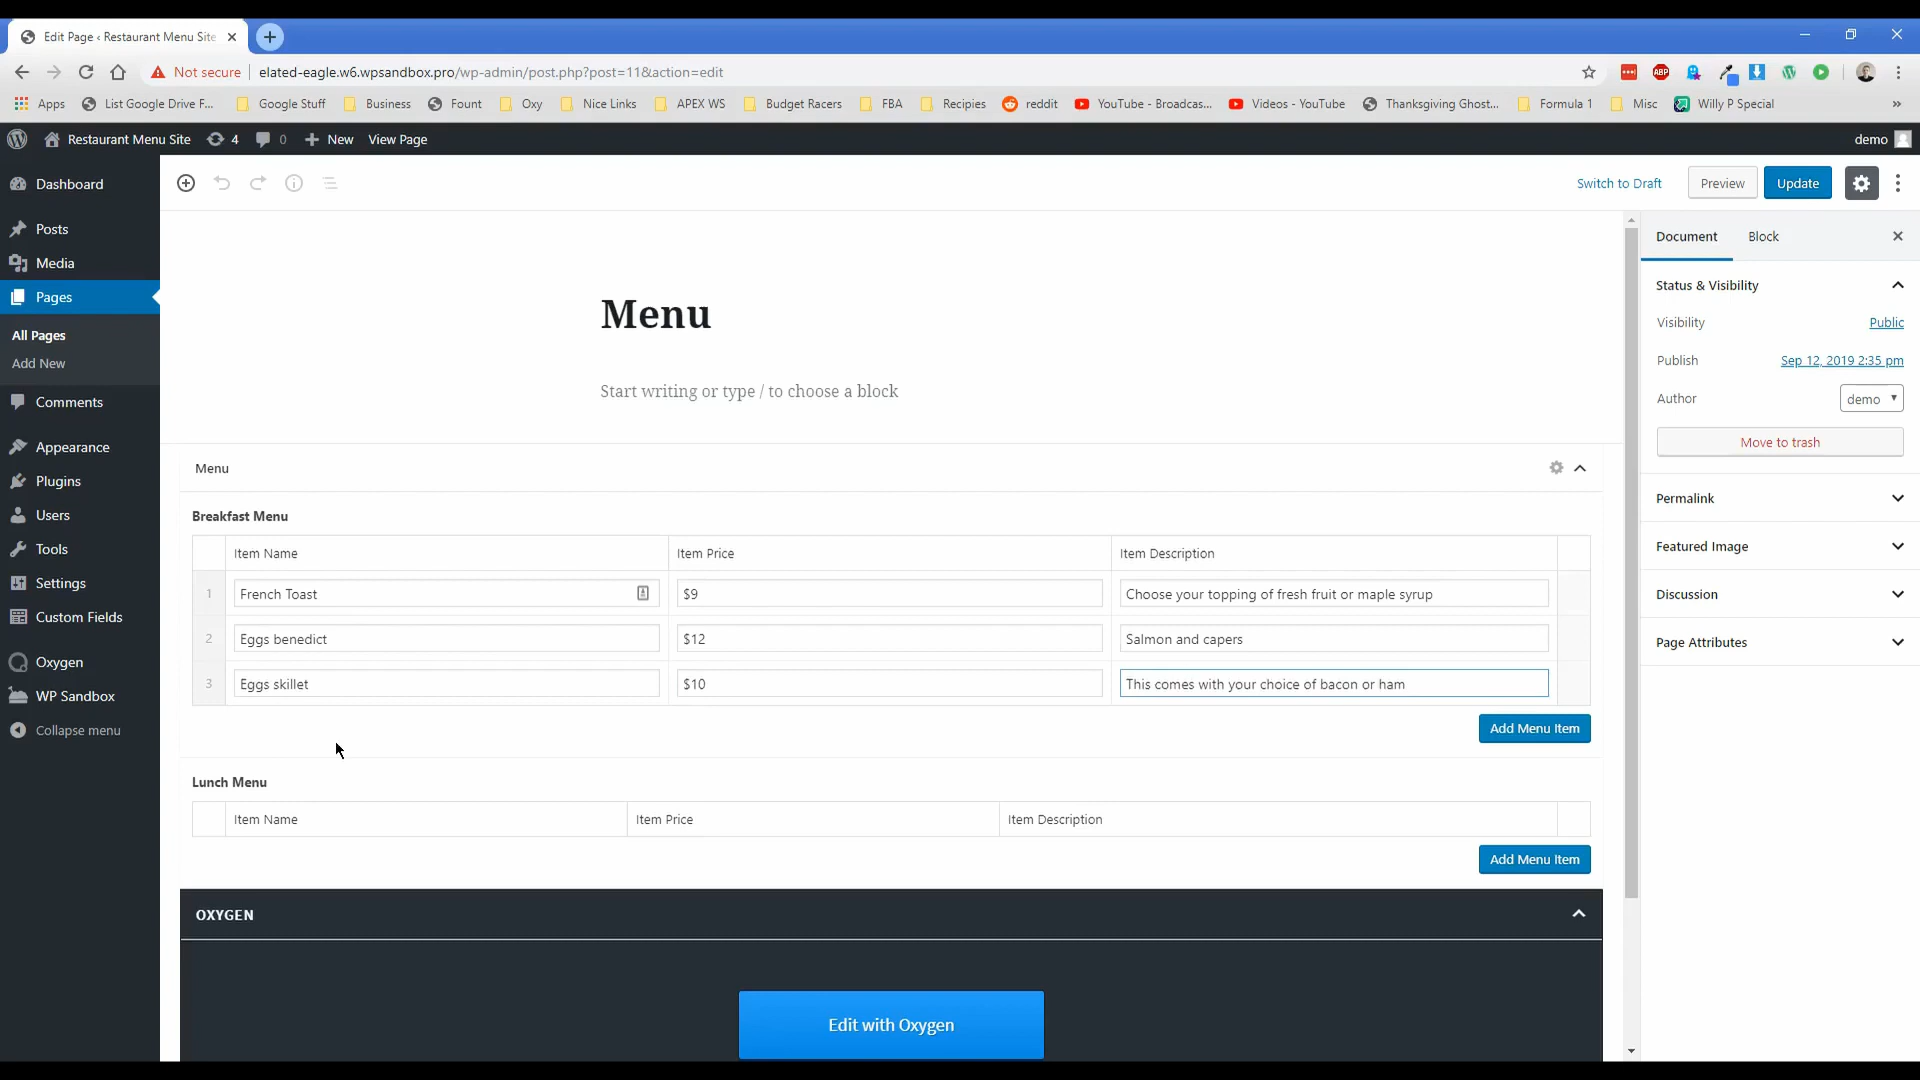 Edit Page ‹ Restaurant Menu Site
Not secure elated-eagle.w6.wpsandbox.pro/wp-admin/post.php?post=11&action=edit
ABP
Apps List Google Drive F... Google Stuff Business Fount Oxy Nice Links APEX WS Budget Racers FBA Recipies reddit YouTube - Broadcas... Videos - YouTube Thanksgiving Ghost... Formula 1 Misc Willy P Special »
Restaurant Menu Site 4 0 New View Page demo
Dashboard
Posts
Media
Pages
All Pages
Add New
Comments
Appearance
Plugins
Users
Tools
Settings
Custom Fields
Oxygen
WP Sandbox
Collapse menu
Switch to Draft Preview Update
Menu
Start writing or type / to choose a block
Menu
Breakfast Menu
Item Name Item Price Item Description
1 French Toast $9 Choose your topping of fresh fruit or maple syrup
2 Eggs benedict $12 Salmon and capers
3 Eggs skillet $10 This comes with your choice of bacon or ham
Add Menu Item
Lunch Menu
Item Name Item Price Item Description
Add Menu Item
OXYGEN
Edit with Oxygen
Document Block
Status & Visibility
Visibility Public
Publish Sep 12, 2019 2:35 pm
Author demo
Move to trash
Permalink
Featured Image
Discussion
Page Attributes